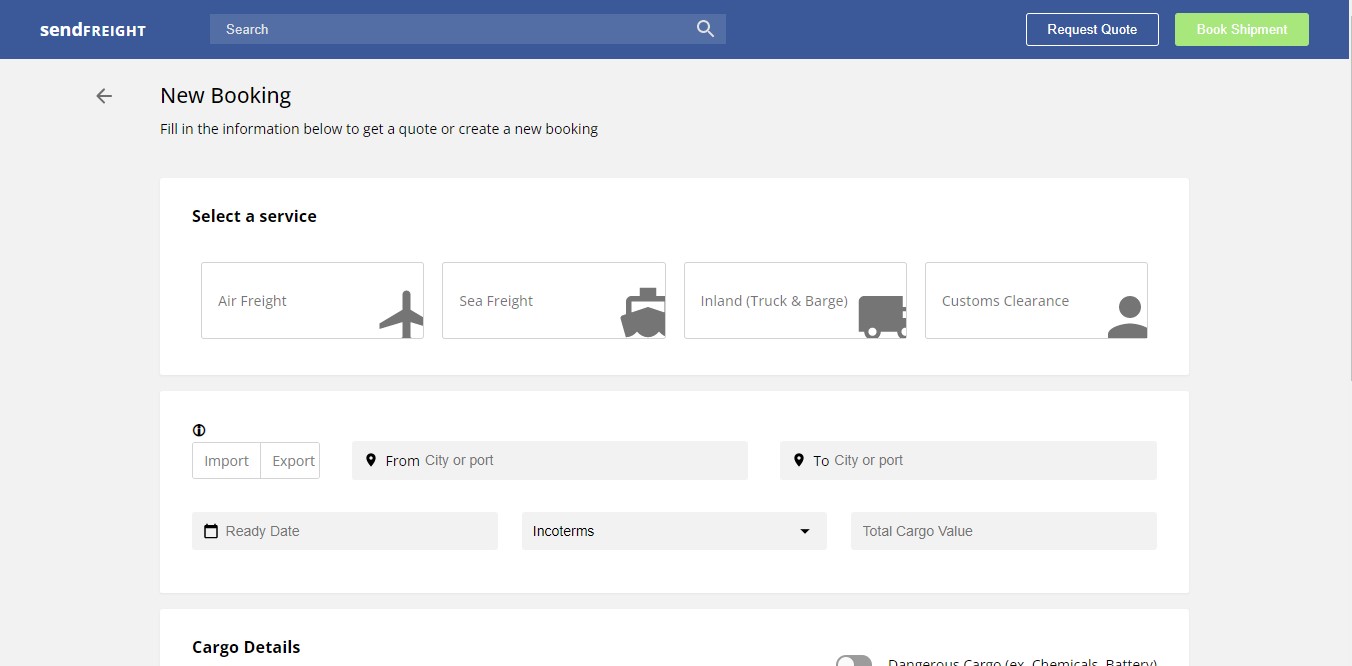 sendFREIGHT
Search
Request Quote
Book Shipment
New Booking
Fill in the information below to get a quote or create a new booking
Select a service
Air Freight
Sea Freight
Inland (Truck & Barge)
Customs Clearance
Import
Export
From City or port
To City or port
Ready Date
Incoterms
Total Cargo Value
Cargo Details
Dangerous Cargo (ex. Chemicals, Battery)